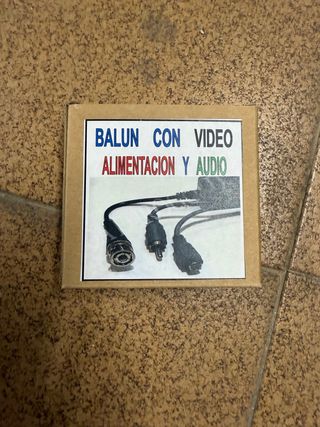 BALUN CON VIDEO
ALIMENTACION Y AUDIO